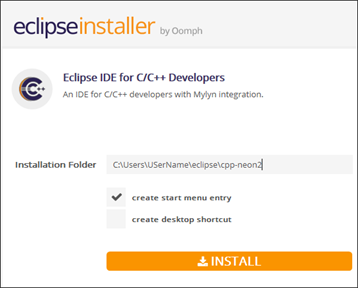 eclipseinstaller by Oomph
Eclipse IDE for C/C++ Developers
An IDE for C/C++ developers with Mylyn integration.
Installation Folder C:\Users\USerName\eclipse\cpp-neon2
create start menu entry
create desktop shortcut
INSTALL